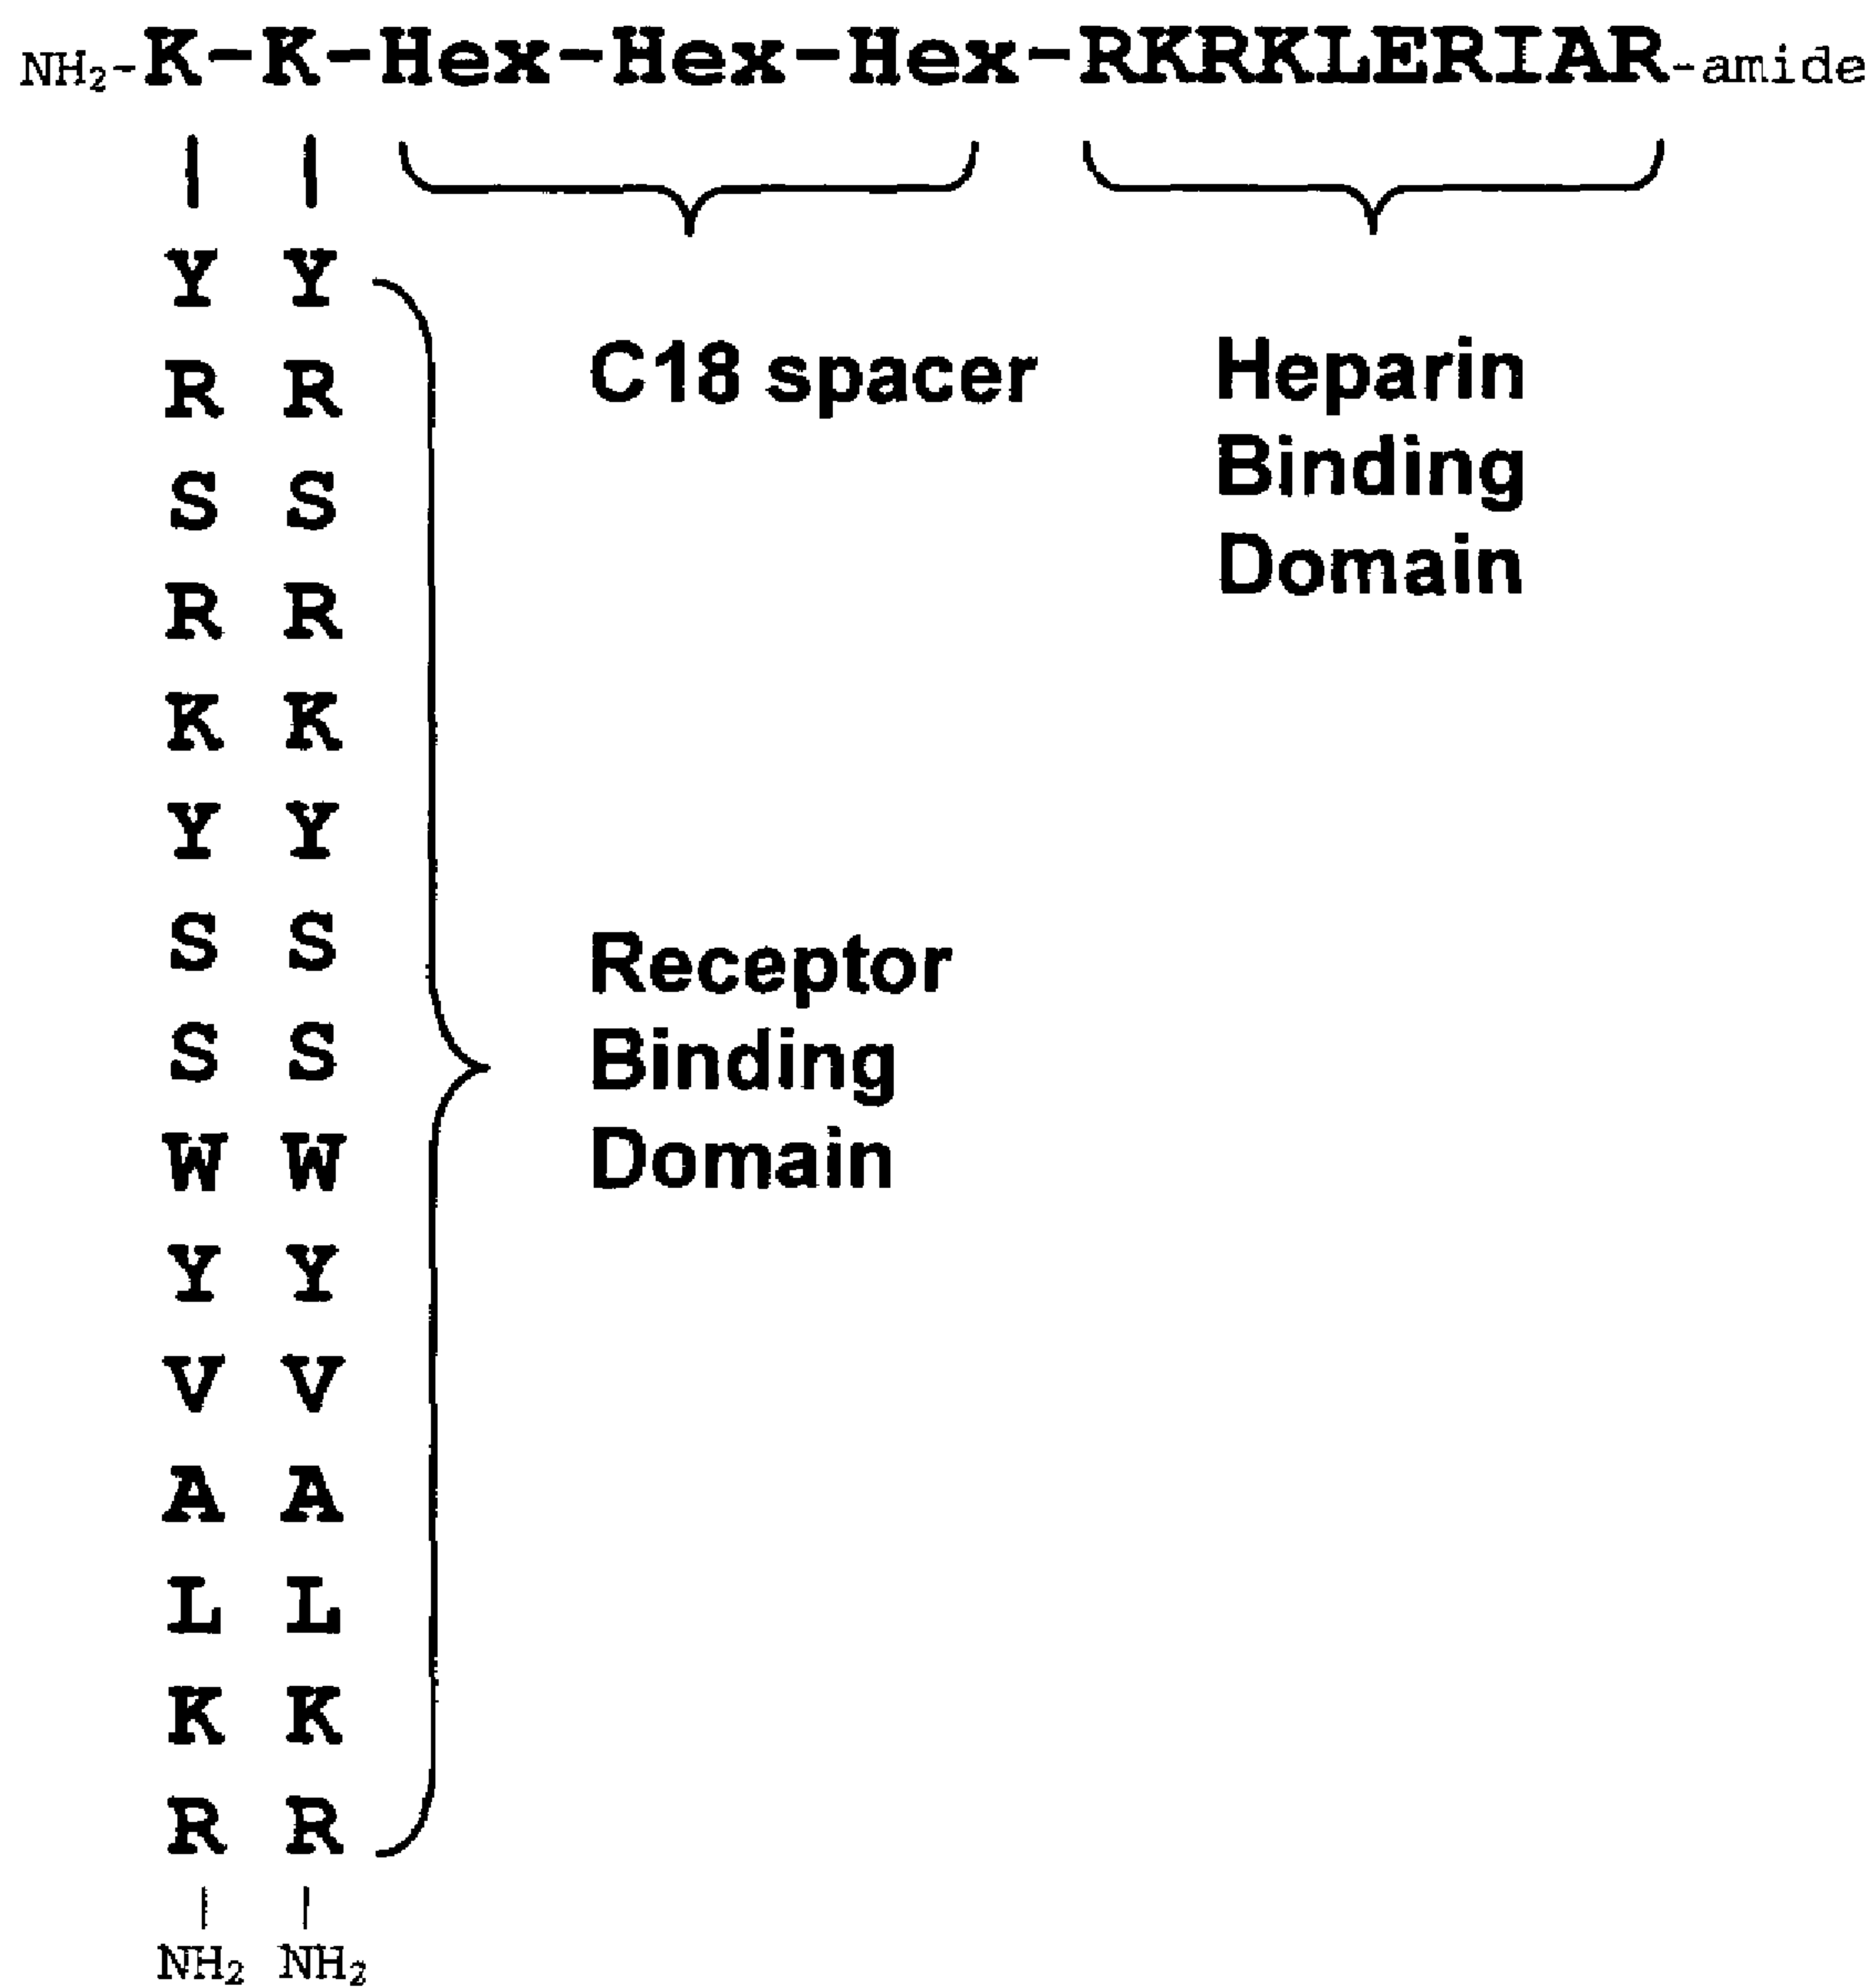 NH₂-K-K-Hex-Hex-Hex-RKRKLERIAR-amide
Y Y
R R
S S
R R
K K
Y Y
S S
S S
W W
Y Y
V V
A A
L L
K K
R R
NH₂ NH₂
C18 spacer
Heparin
Binding
Domain
Receptor
Binding
Domain